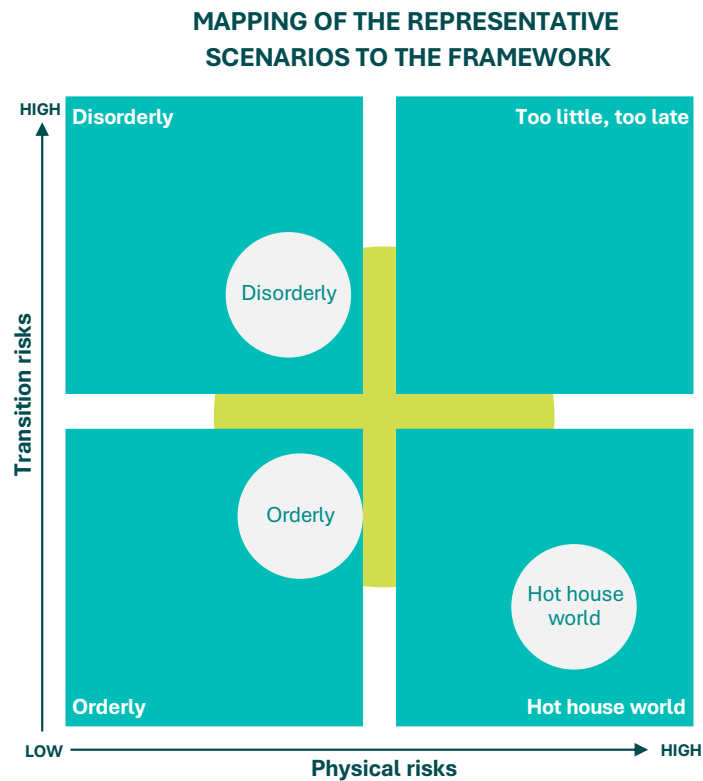 MAPPING OF THE REPRESENTATIVE
SCENARIOS TO THE FRAMEWORK
HIGH
Disorderly
Too little, too late
Disorderly
Transition risks
Orderly
Hot house
world
Orderly
Hot house world
LOW
HIGH
Physical risks